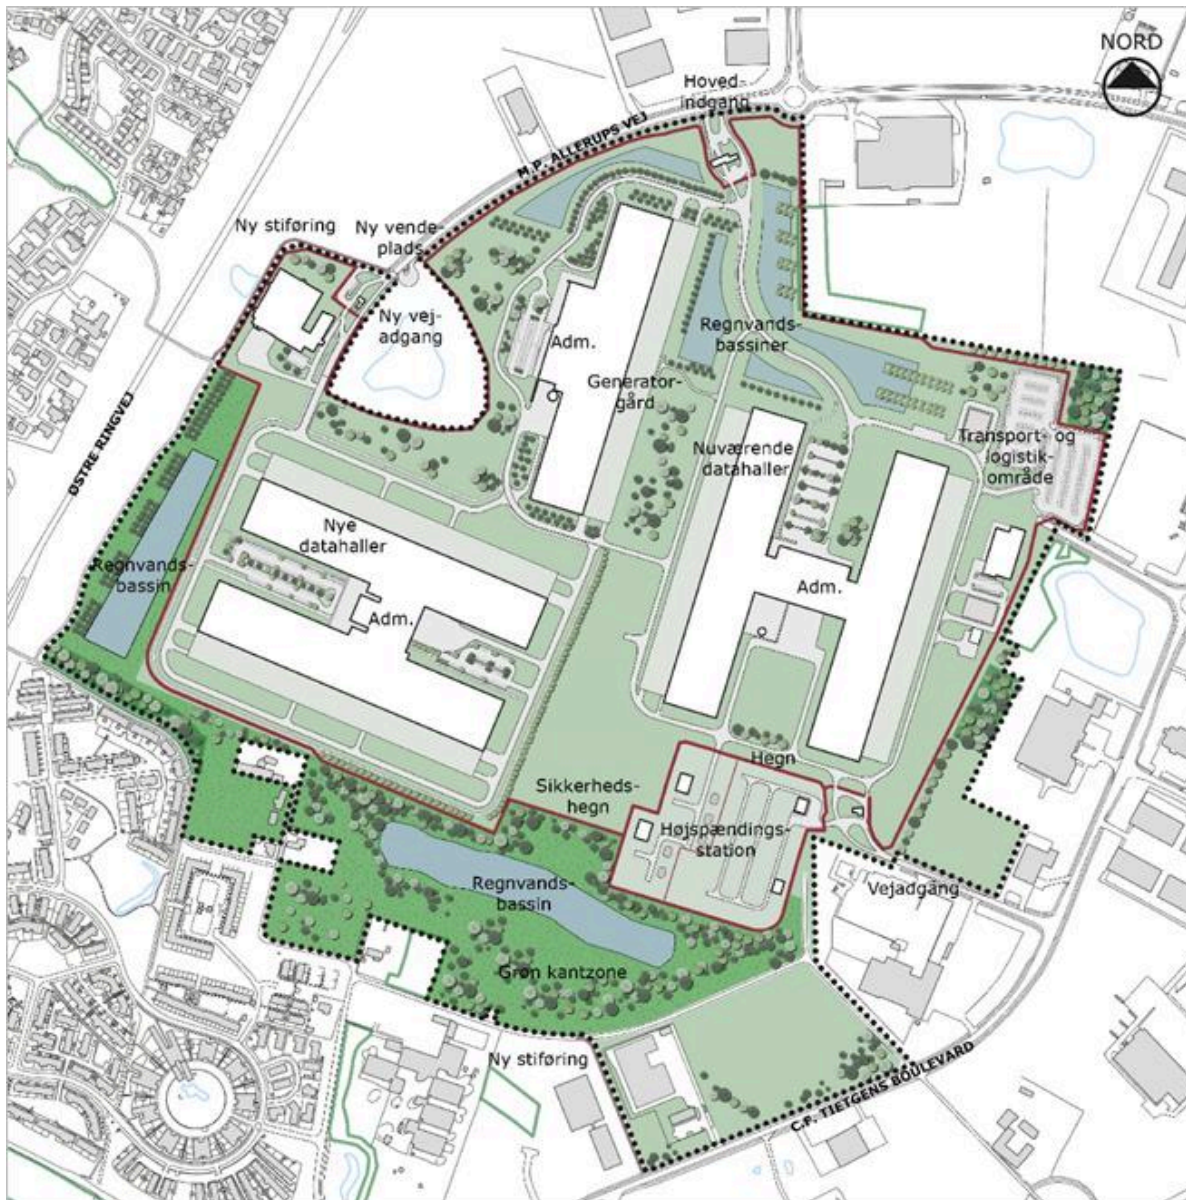 NORD
Hoved-
indgang
M.P. ALLERUPS VEJ
Ny stiføring
Ny vende-
plads
Ny vej-
adgang
Adm.
Regnvands-
bassiner
Generator-
gård
ØSTRE RINGVEJ
Nuværende
datahaller
Transport- og
logistik-
område
Nye
datahaller
Regnvands-
bassin
Adm.
Adm.
Hegn
Sikkerheds-
hegn
Højspændings-
station
Regnvands-
bassin
Vejadgang
Grøn kantzone
Ny stiføring
C.F. TIETGENS BOULEVARD